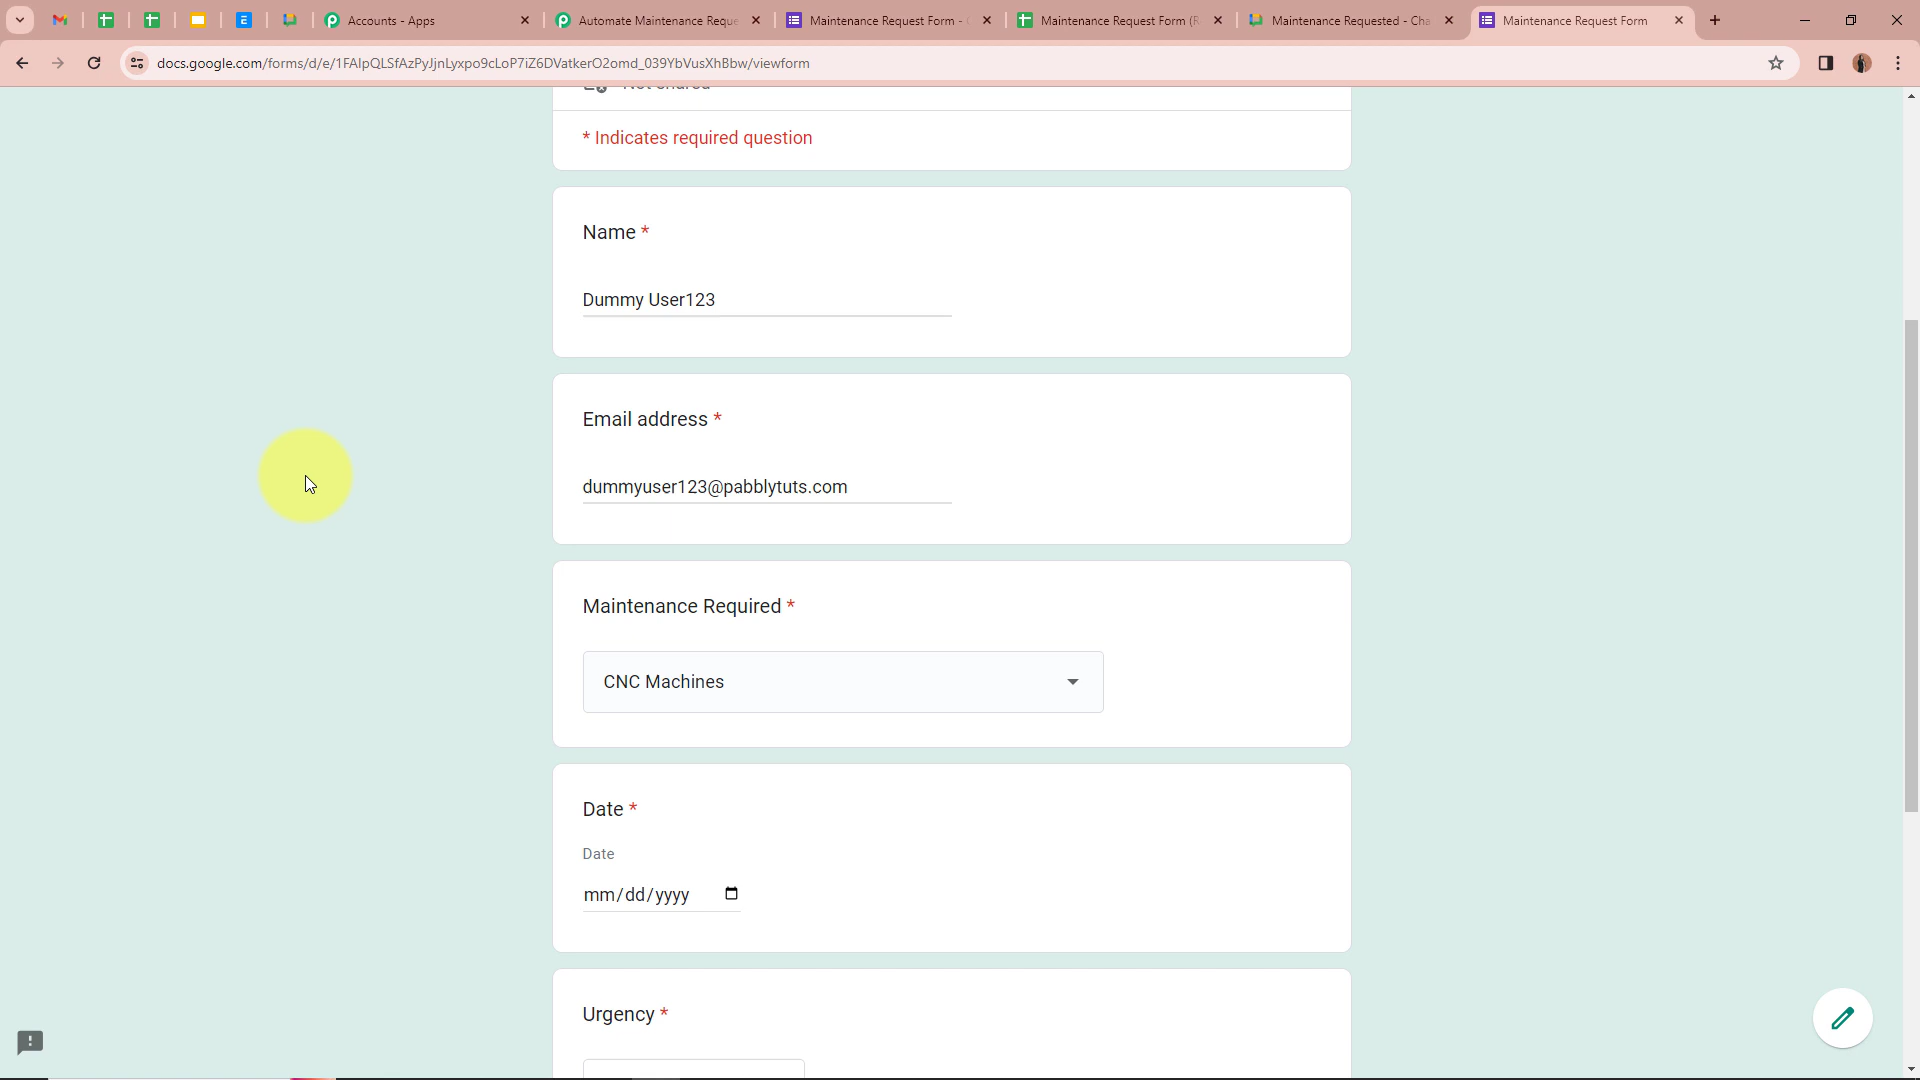 Accounts - Apps
Automate Maintenance Reque
Maintenance Request Form -
Maintenance Request Form (R
Maintenance Requested - Cha
Maintenance Request Form
docs.google.com/forms/d/e/1FAIpQLSfAzPyJjnLyxpo9cLoP7iZ6DVatkerO2omd_039YbVusXhBbw/viewform
Not shared
* Indicates required question
Name *
Dummy User123
Email address *
dummyuser123@pabblytuts.com
Maintenance Required *
CNC Machines
Date *
Date
mm/dd/yyyy
Urgency *